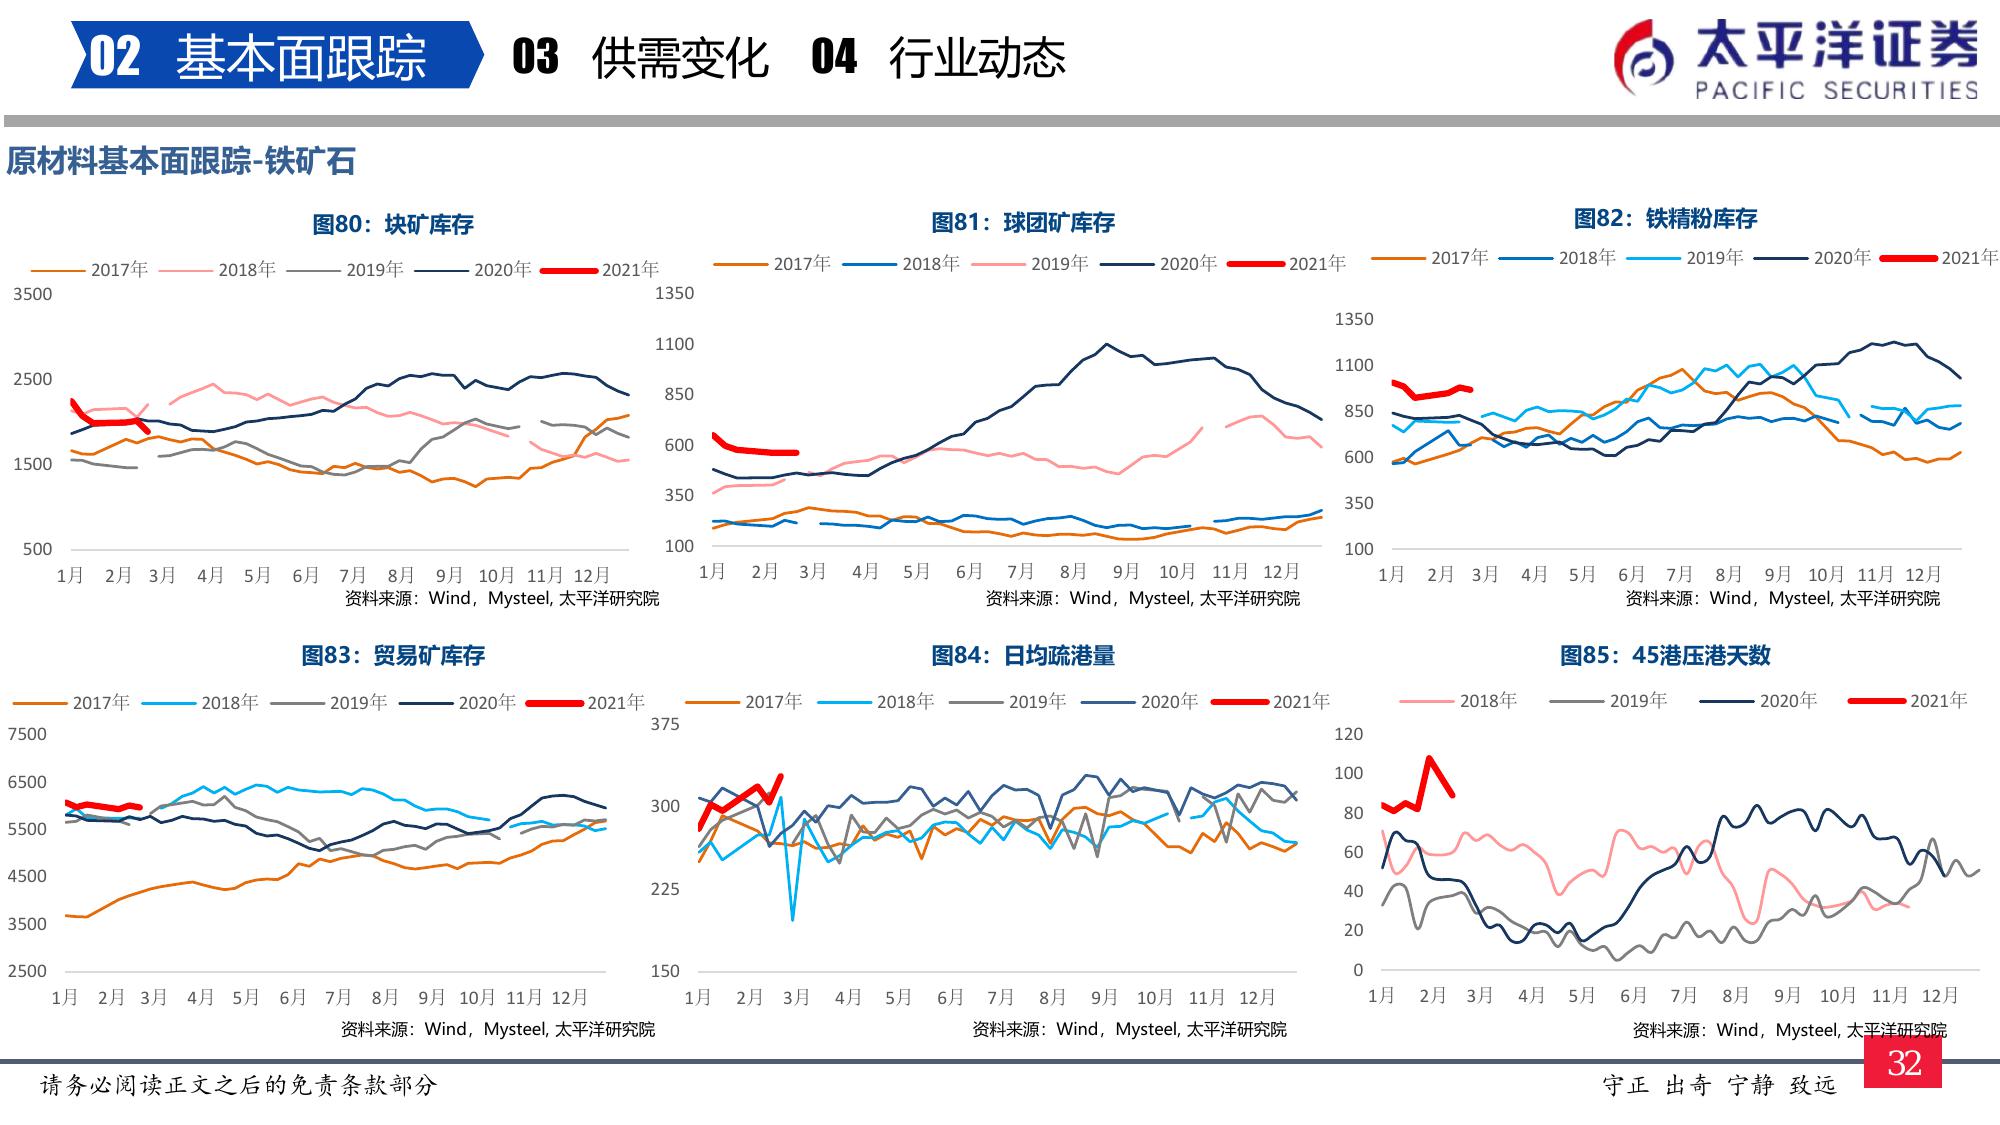 02 基本面跟踪 03 供需变化 04 行业动态
太平洋证券
PACIFIC SECURITIES
原材料基本面跟踪-铁矿石
图80：块矿库存
2017年 2018年 2019年 2020年 2021年
3500
2500
1500
500
1月 2月 3月 4月 5月 6月 7月 8月 9月 10月 11月 12月
资料来源：Wind，Mysteel, 太平洋研究院
图81：球团矿库存
2017年 2018年 2019年 2020年 2021年
1350
1100
850
600
350
100
1月 2月 3月 4月 5月 6月 7月 8月 9月 10月 11月 12月
资料来源：Wind，Mysteel, 太平洋研究院
图82：铁精粉库存
2017年 2018年 2019年 2020年 2021年
1350
1100
850
600
350
100
1月 2月 3月 4月 5月 6月 7月 8月 9月 10月 11月 12月
资料来源：Wind，Mysteel, 太平洋研究院
图83：贸易矿库存
2017年 2018年 2019年 2020年 2021年
7500
6500
5500
4500
3500
2500
1月 2月 3月 4月 5月 6月 7月 8月 9月 10月 11月 12月
资料来源：Wind，Mysteel, 太平洋研究院
图84：日均疏港量
2017年 2018年 2019年 2020年 2021年
375
300
225
150
1月 2月 3月 4月 5月 6月 7月 8月 9月 10月 11月 12月
资料来源：Wind，Mysteel, 太平洋研究院
图85：45港压港天数
2018年 2019年 2020年 2021年
120
100
80
60
40
20
0
1月 2月 3月 4月 5月 6月 7月 8月 9月 10月 11月 12月
资料来源：Wind，Mysteel, 太平洋研究院
请务必阅读正文之后的免责条款部分
守正 出奇 宁静 致远
32